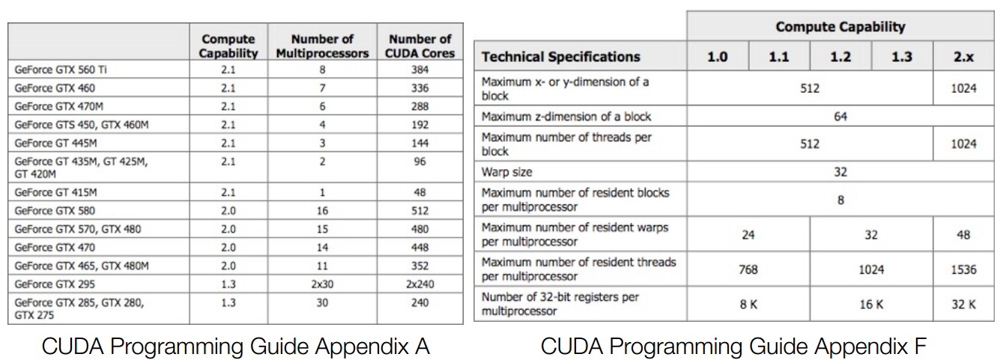 Compute Capability Number of Multiprocessors Number of CUDA Cores
GeForce GTX 560 Ti 2.1 8 384
GeForce GTX 460 2.1 7 336
GeForce GTX 470M 2.1 6 288
GeForce GTS 450, GTX 460M 2.1 4 192
GeForce GT 445M 2.1 3 144
GeForce GT 435M, GT 425M, 2.1 2 96
GT 420M
GeForce GT 415M 2.1 1 48
GeForce GTX 580 2.0 16 512
GeForce GTX 570, GTX 480 2.0 15 480
GeForce GTX 470 2.0 14 448
GeForce GTX 465, GTX 480M 2.0 11 352
GeForce GTX 295 1.3 2x30 2x240
GeForce GTX 285, GTX 280, 1.3 30 240
GTX 275
CUDA Programming Guide Appendix A
Compute Capability
Technical Specifications 1.0 1.1 1.2 1.3 2.x
Maximum x- or y-dimension of a
block 512 1024
Maximum z-dimension of a block 64
Maximum number of threads per
block 512 1024
Warp size 32
Maximum number of resident blocks
per multiprocessor 8
Maximum number of resident warps
per multiprocessor 24 32 48
Maximum number of resident threads
per multiprocessor 768 1024 1536
Number of 32-bit registers per
multiprocessor 8 K 16 K 32 K
CUDA Programming Guide Appendix F